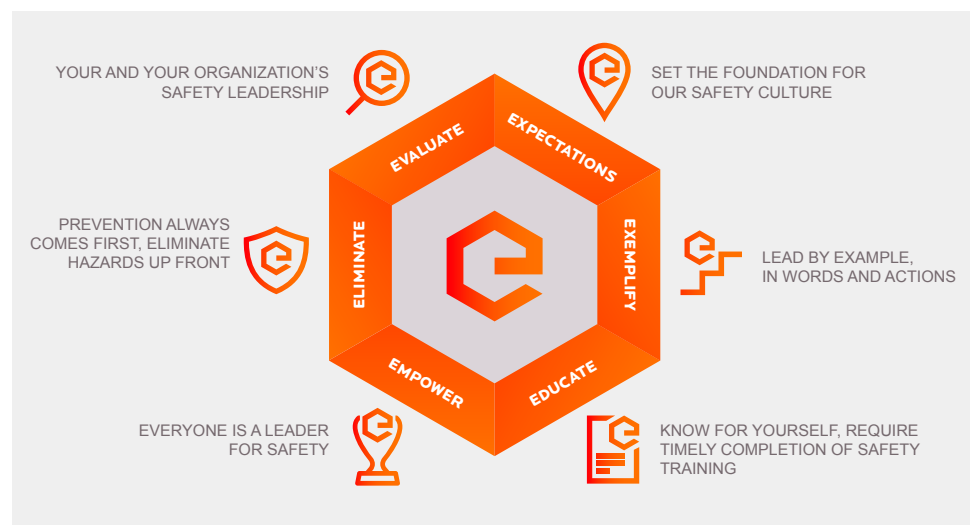 YOUR AND YOUR ORGANIZATION'S
SAFETY LEADERSHIP
SET THE FOUNDATION FOR
OUR SAFETY CULTURE
EVALUATE
EXPECTATIONS
PREVENTION ALWAYS
COMES FIRST, ELIMINATE
HAZARDS UP FRONT
ELIMINATE
EXEMPLIFY
LEAD BY EXAMPLE,
IN WORDS AND ACTIONS
EMPOWER
EDUCATE
EVERYONE IS A LEADER
FOR SAFETY
KNOW FOR YOURSELF, REQUIRE
TIMELY COMPLETION OF SAFETY
TRAINING